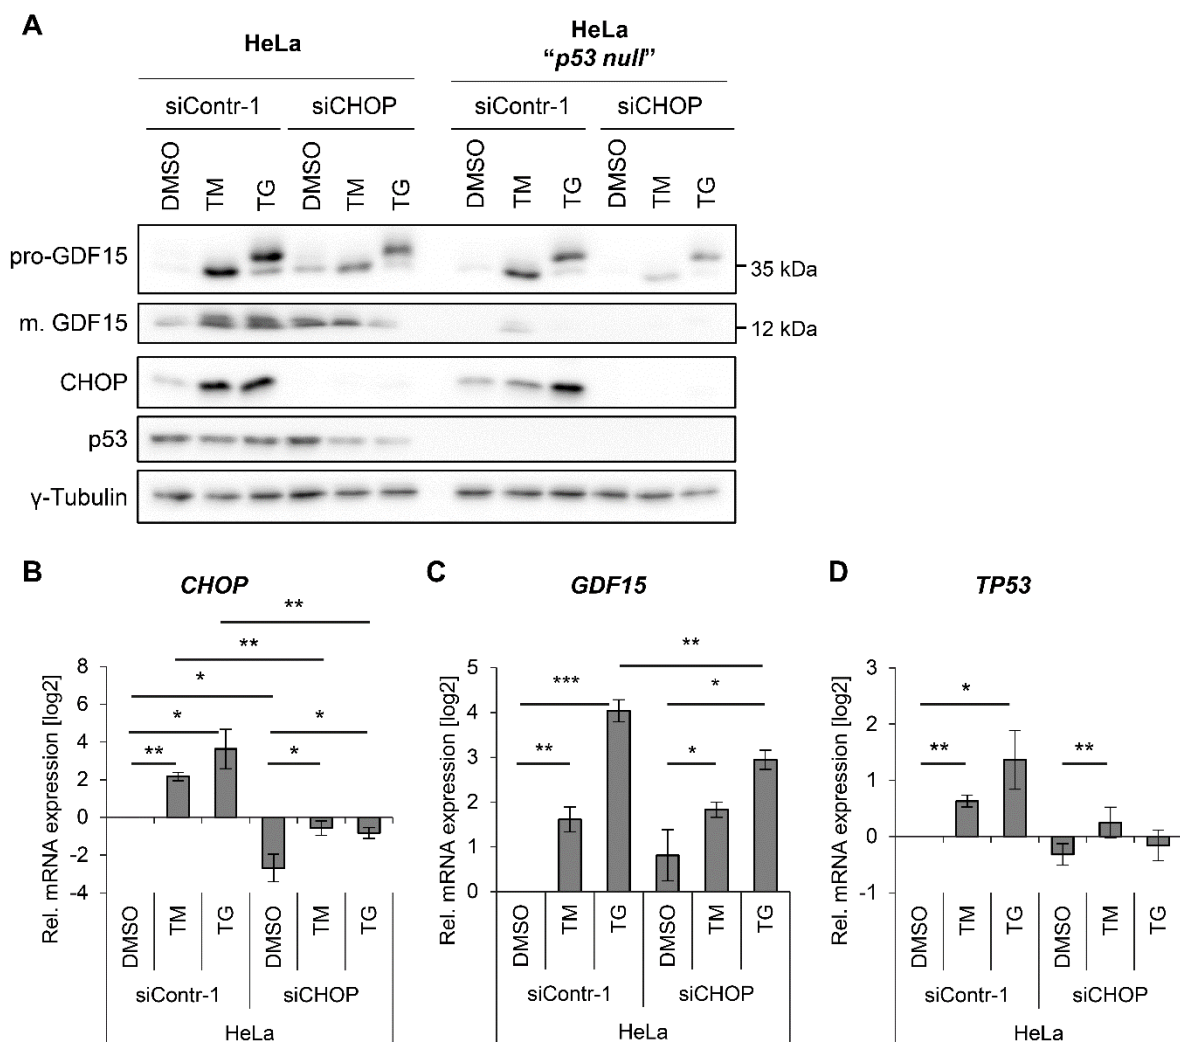 A
HeLa
HeLa
“p53 null”
siContr-1 siCHOP siContr-1 siCHOP
DMSO TM TG DMSO TM TG DMSO TM TG DMSO TM TG
pro-GDF15
35 kDa
m. GDF15
12 kDa
CHOP
p53
γ-Tubulin
B
CHOP
Rel. mRNA expression [log2]
8
6
4
2
0
-2
-4
**
**
*
* *
** *
DMSO TM TG DMSO TM TG
siContr-1 siCHOP
HeLa
C
GDF15
Rel. mRNA expression [log2]
5
4
3
2
1
0
**
*** *
** *
DMSO TM TG DMSO TM TG
siContr-1 siCHOP
HeLa
D
TP53
Rel. mRNA expression [log2]
3
2
1
0
-1
*
** **
DMSO TM TG DMSO TM TG
siContr-1 siCHOP
HeLa